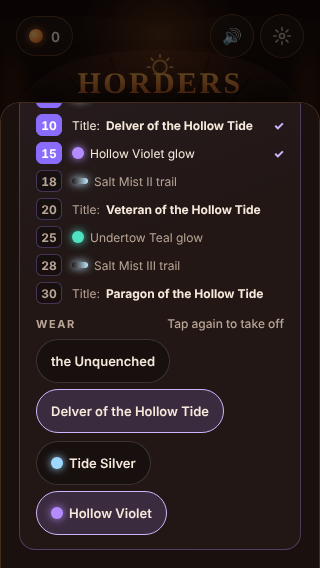 0
HORDERS
10 Title: Delver of the Hollow Tide ✓
15 Hollow Violet glow ✓
18 Salt Mist II trail
20 Title: Veteran of the Hollow Tide
25 Undertow Teal glow
28 Salt Mist III trail
30 Title: Paragon of the Hollow Tide
WEAR Tap again to take off
the Unquenched
Delver of the Hollow Tide
Tide Silver
Hollow Violet